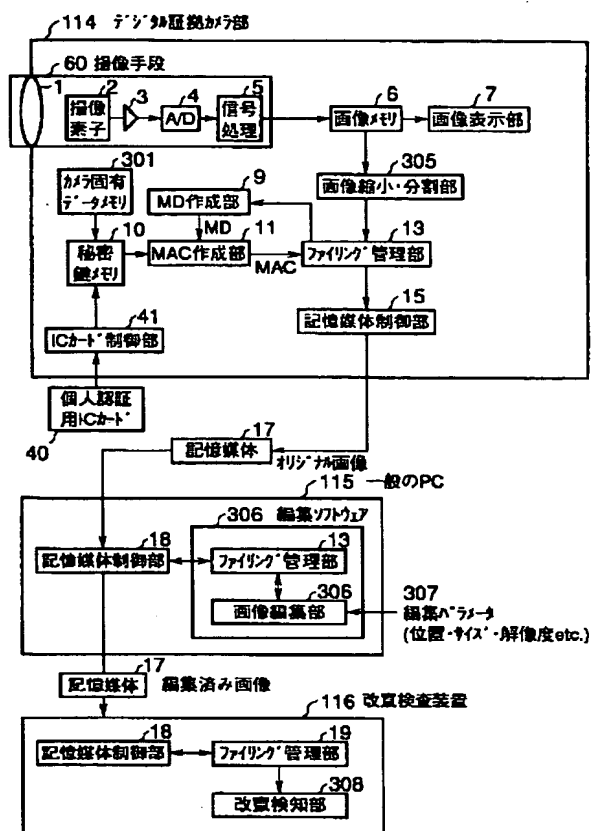 114 デジタル証拠カメラ部
60 撮像手段
1
2
撮像
素子
3
4
A/D
5
信号
処理
6
画像メモリ
7
画像表示部
301
カメラ固有
データメモリ
305
画像縮小・分割部
9
MD作成部
MD
10
秘密
鍵メモリ
11
MAC作成部
MAC
13
ファイリング管理部
15
記憶媒体制御部
41
ICカード制御部
個人認証
用ICカード
40
17
記憶媒体
オリジナル画像
115 一般のPC
306 編集ソフトウェア
18
記憶媒体制御部
13
ファイリング管理部
306
画像編集部
307
編集パラメータ
(位置・サイズ・解像度etc.)
17
記憶媒体
編集済み画像
116 改竄検査装置
18
記憶媒体制御部
19
ファイリング管理部
308
改竄検知部